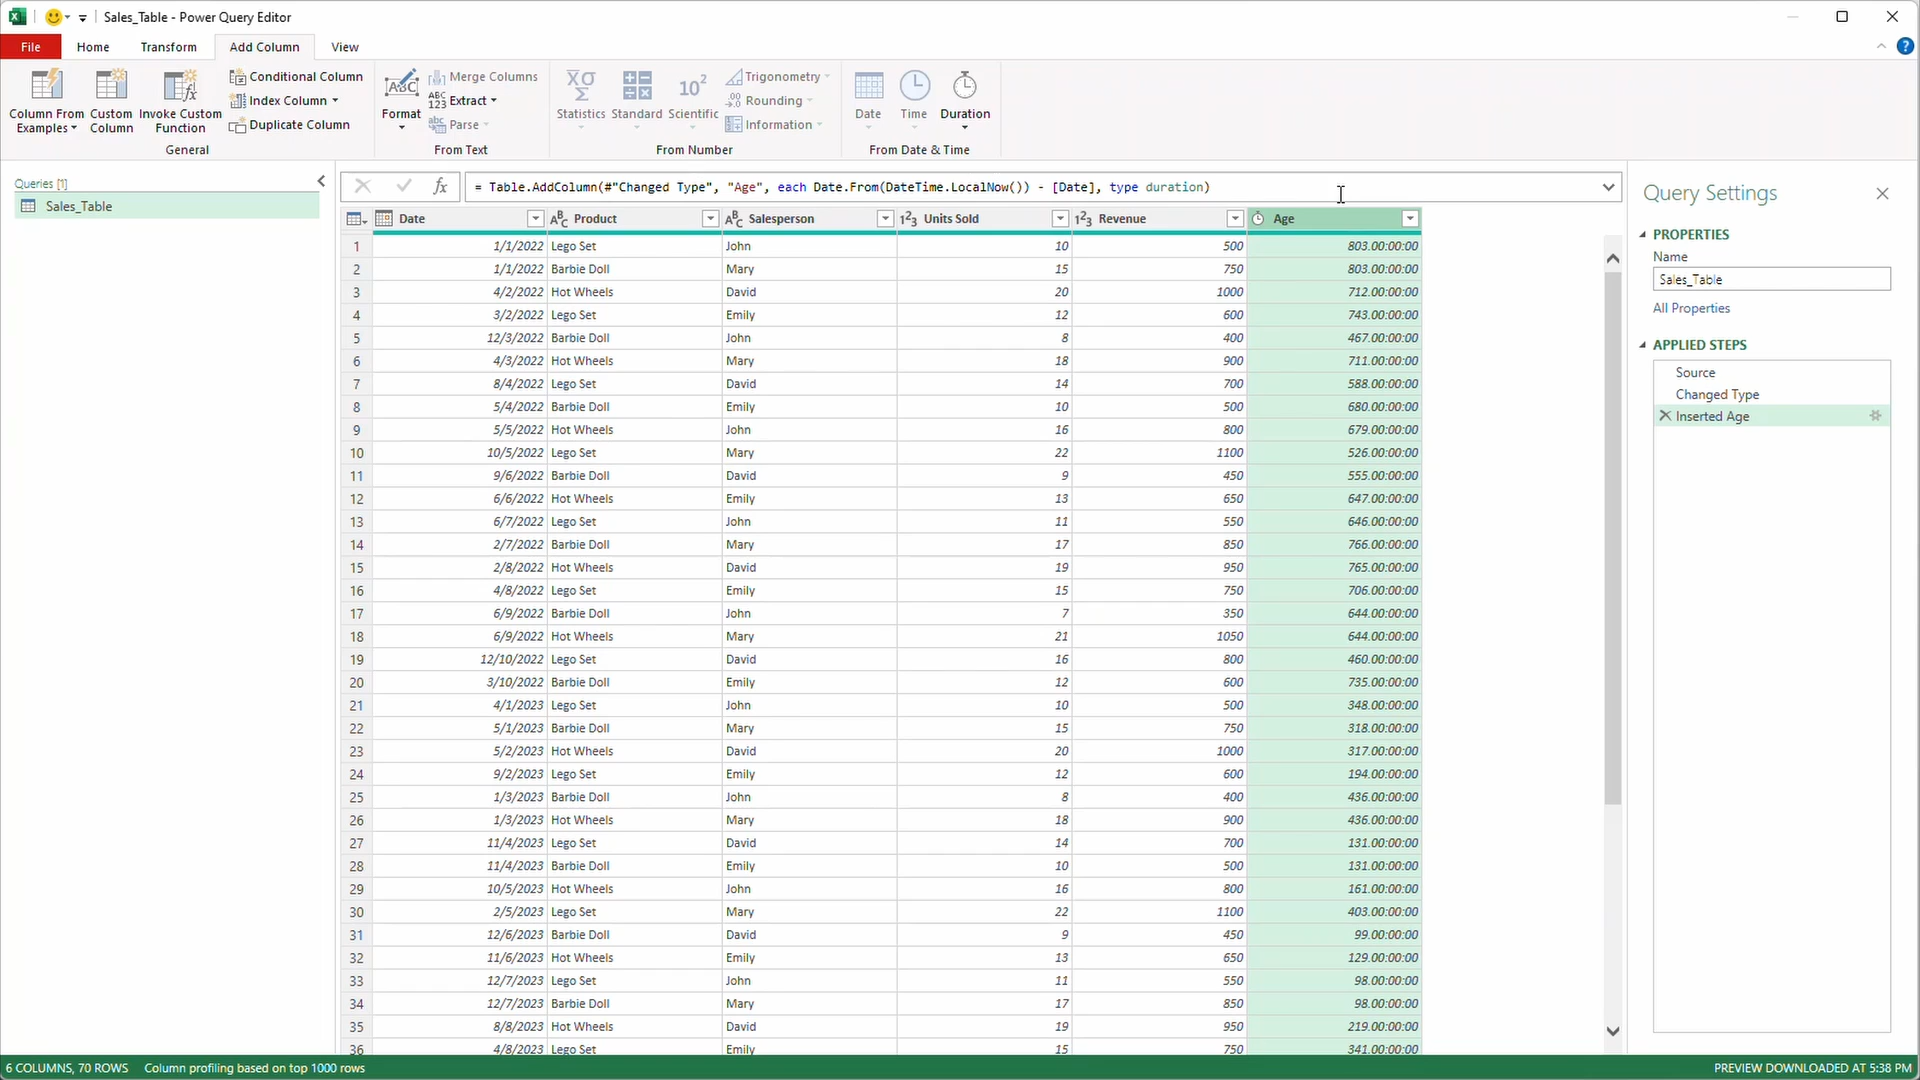 Sales_Table - Power Query Editor
File Home Transform Add Column View
Column From Examples Custom Column Invoke Custom Function Conditional Column Index Column Duplicate Column
General
Format Merge Columns Extract Parse
From Text
Statistics Standard Scientific Trigonometry Rounding Information
From Number
Date Time Duration
From Date & Time
Queries [1]
Sales_Table
= Table.AddColumn(#"Changed Type", "Age", each Date.From(DateTime.LocalNow()) - [Date], type duration)
Date Product Salesperson Units Sold Revenue Age
1 1/1/2022 Lego Set John 10 500 803.00:00:00
2 1/1/2022 Barbie Doll Mary 15 750 803.00:00:00
3 4/2/2022 Hot Wheels David 20 1000 712.00:00:00
4 3/2/2022 Lego Set Emily 12 600 743.00:00:00
5 12/3/2022 Barbie Doll John 8 400 467.00:00:00
6 4/3/2022 Hot Wheels Mary 18 900 711.00:00:00
7 8/4/2022 Lego Set David 14 700 588.00:00:00
8 5/4/2022 Barbie Doll Emily 10 500 680.00:00:00
9 5/5/2022 Hot Wheels John 16 800 679.00:00:00
10 10/5/2022 Lego Set Mary 22 1100 526.00:00:00
11 9/6/2022 Barbie Doll David 9 450 555.00:00:00
12 6/6/2022 Hot Wheels Emily 13 650 647.00:00:00
13 6/7/2022 Lego Set John 11 550 646.00:00:00
14 2/7/2022 Barbie Doll Mary 17 850 766.00:00:00
15 2/8/2022 Hot Wheels David 19 950 765.00:00:00
16 4/8/2022 Lego Set Emily 15 750 706.00:00:00
17 6/9/2022 Barbie Doll John 7 350 644.00:00:00
18 6/9/2022 Hot Wheels Mary 21 1050 644.00:00:00
19 12/10/2022 Lego Set David 16 800 460.00:00:00
20 3/10/2022 Barbie Doll Emily 12 600 735.00:00:00
21 4/1/2023 Lego Set John 10 500 348.00:00:00
22 5/1/2023 Barbie Doll Mary 15 750 318.00:00:00
23 5/2/2023 Hot Wheels David 20 1000 317.00:00:00
24 9/2/2023 Lego Set Emily 12 600 194.00:00:00
25 1/3/2023 Barbie Doll John 8 400 436.00:00:00
26 1/3/2023 Hot Wheels Mary 18 900 436.00:00:00
27 11/4/2023 Lego Set David 14 700 131.00:00:00
28 11/4/2023 Barbie Doll Emily 10 500 131.00:00:00
29 10/5/2023 Hot Wheels John 16 800 161.00:00:00
30 2/5/2023 Lego Set Mary 22 1100 403.00:00:00
31 12/6/2023 Barbie Doll David 9 450 99.00:00:00
32 11/6/2023 Hot Wheels Emily 13 650 129.00:00:00
33 12/7/2023 Lego Set John 11 550 98.00:00:00
34 12/7/2023 Barbie Doll Mary 17 850 98.00:00:00
35 8/8/2023 Hot Wheels David 19 950 219.00:00:00
36 4/8/2023 Lego Set Emily 15 750 341.00:00:00
Query Settings
PROPERTIES
Name
Sales_Table
All Properties
APPLIED STEPS
Source
Changed Type
Inserted Age
6 COLUMNS, 70 ROWS Column profiling based on top 1000 rows
PREVIEW DOWNLOADED AT 5:38 PM